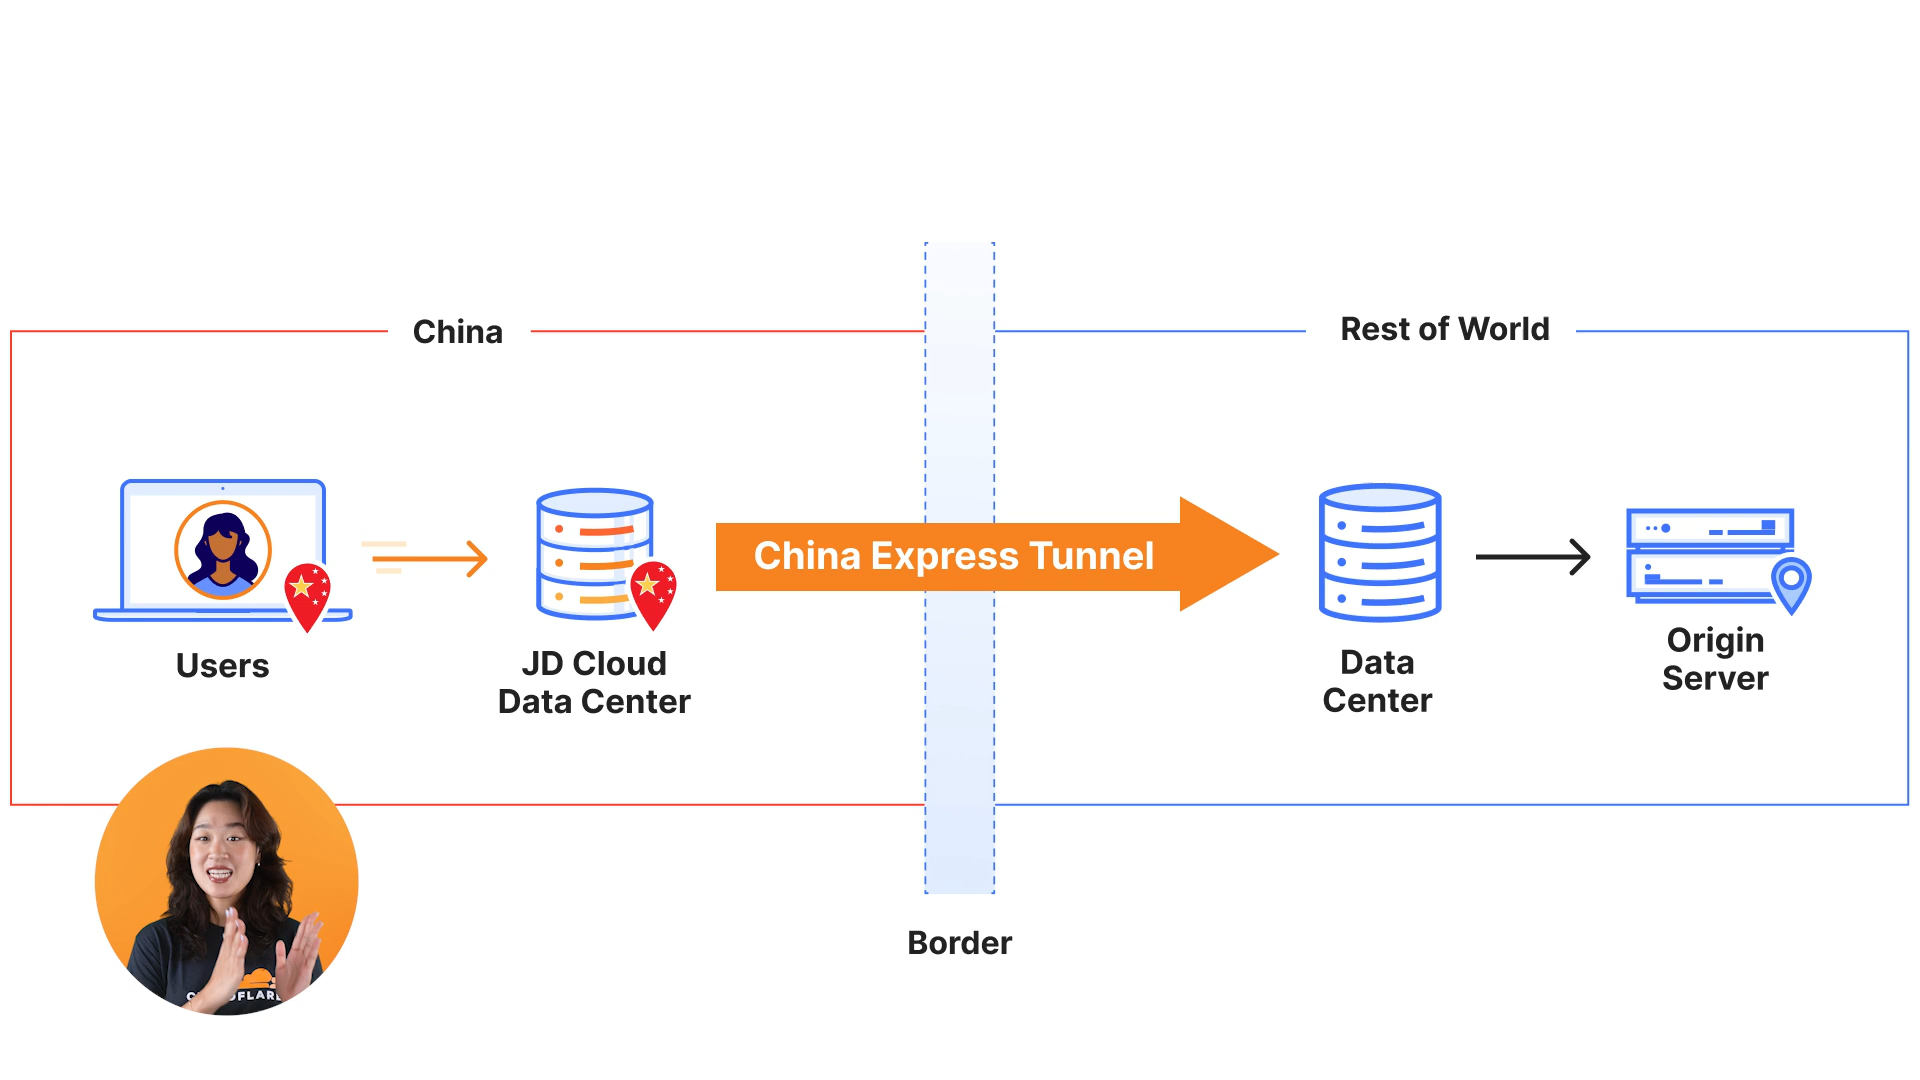 China
Rest of World
China Express Tunnel
Users
JD Cloud
Data Center
Data
Center
Origin
Server
Border